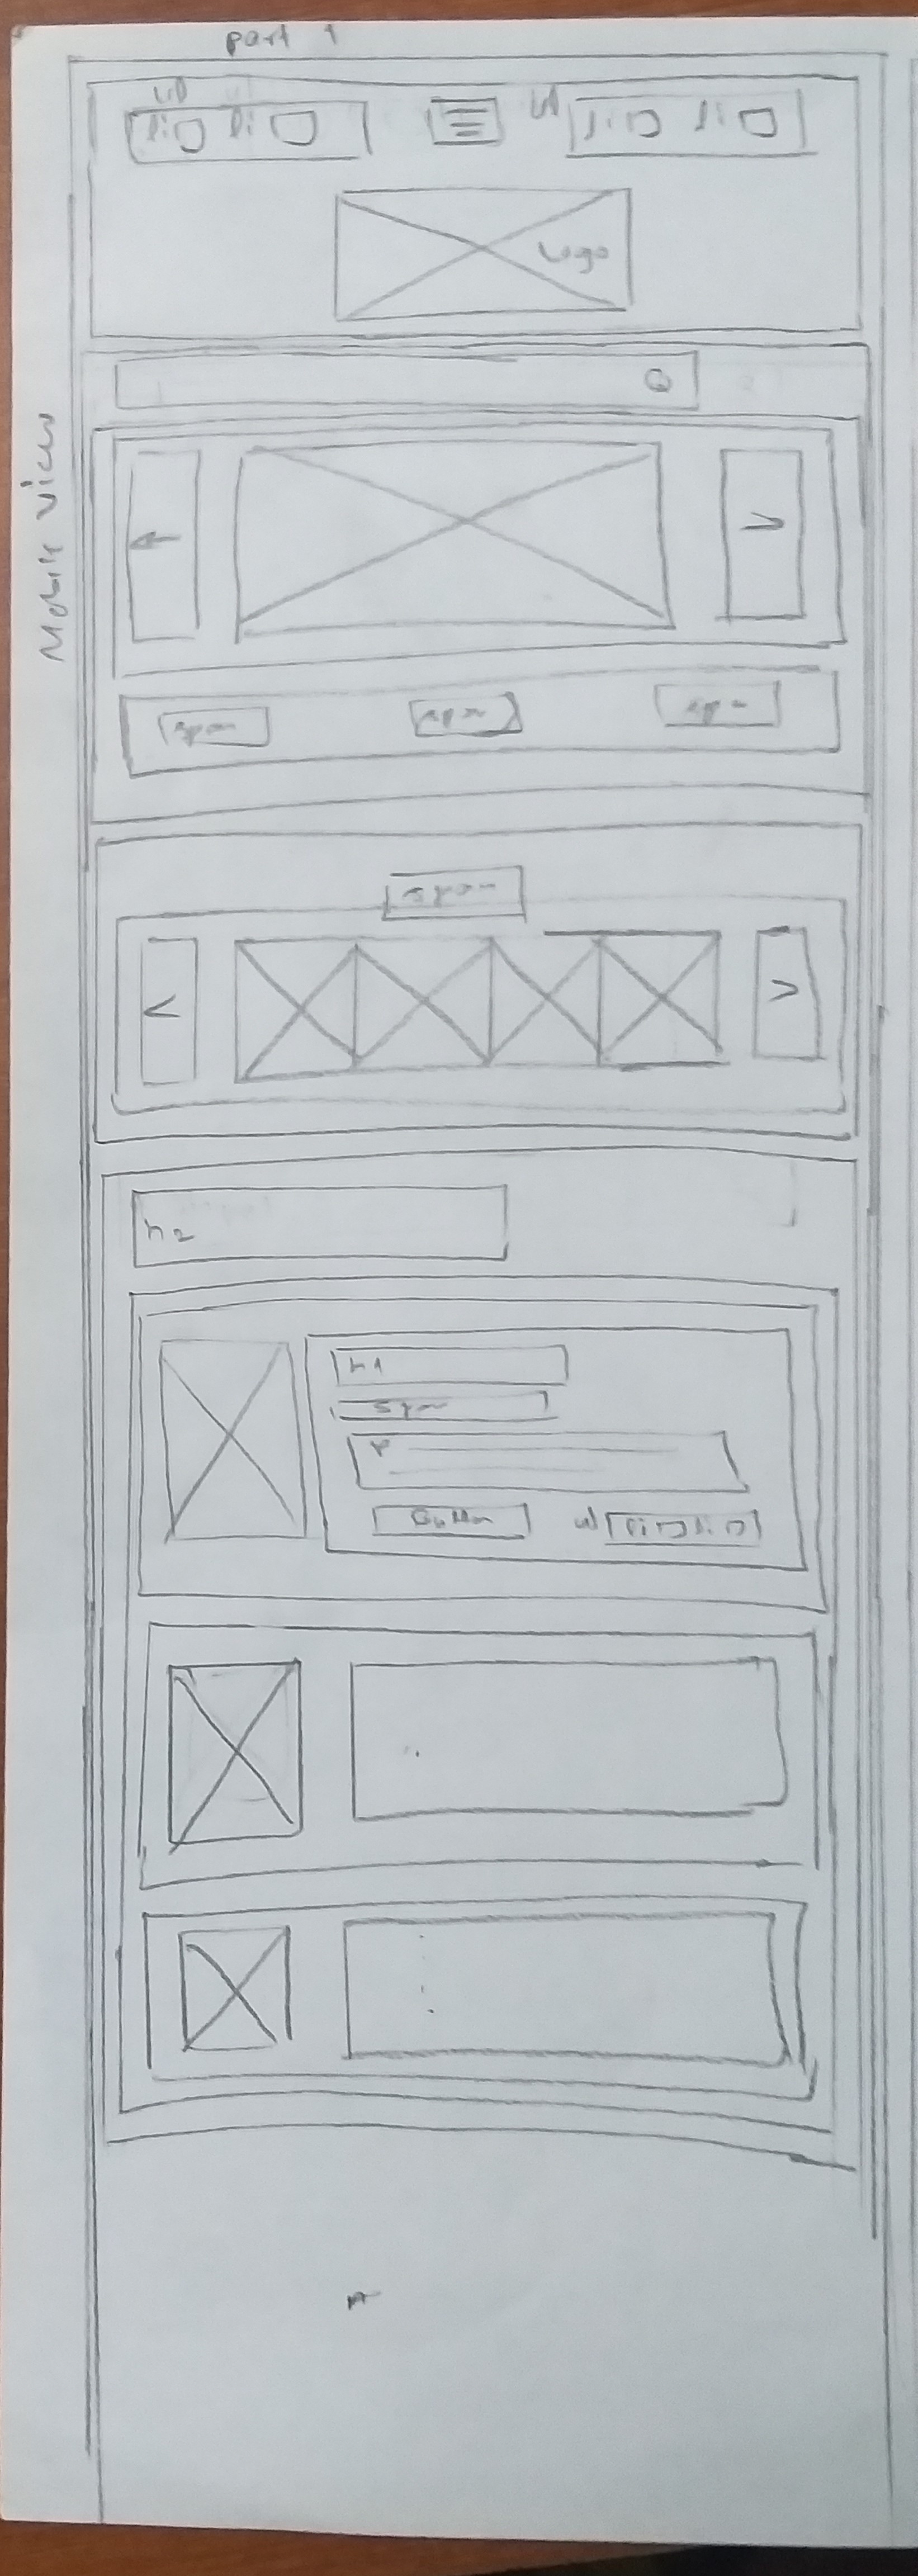 part 1
ul
li li li
ul
li li
Logo
Mobile view
span span span
span
< >
h2
h1
span
P
Button ul li li